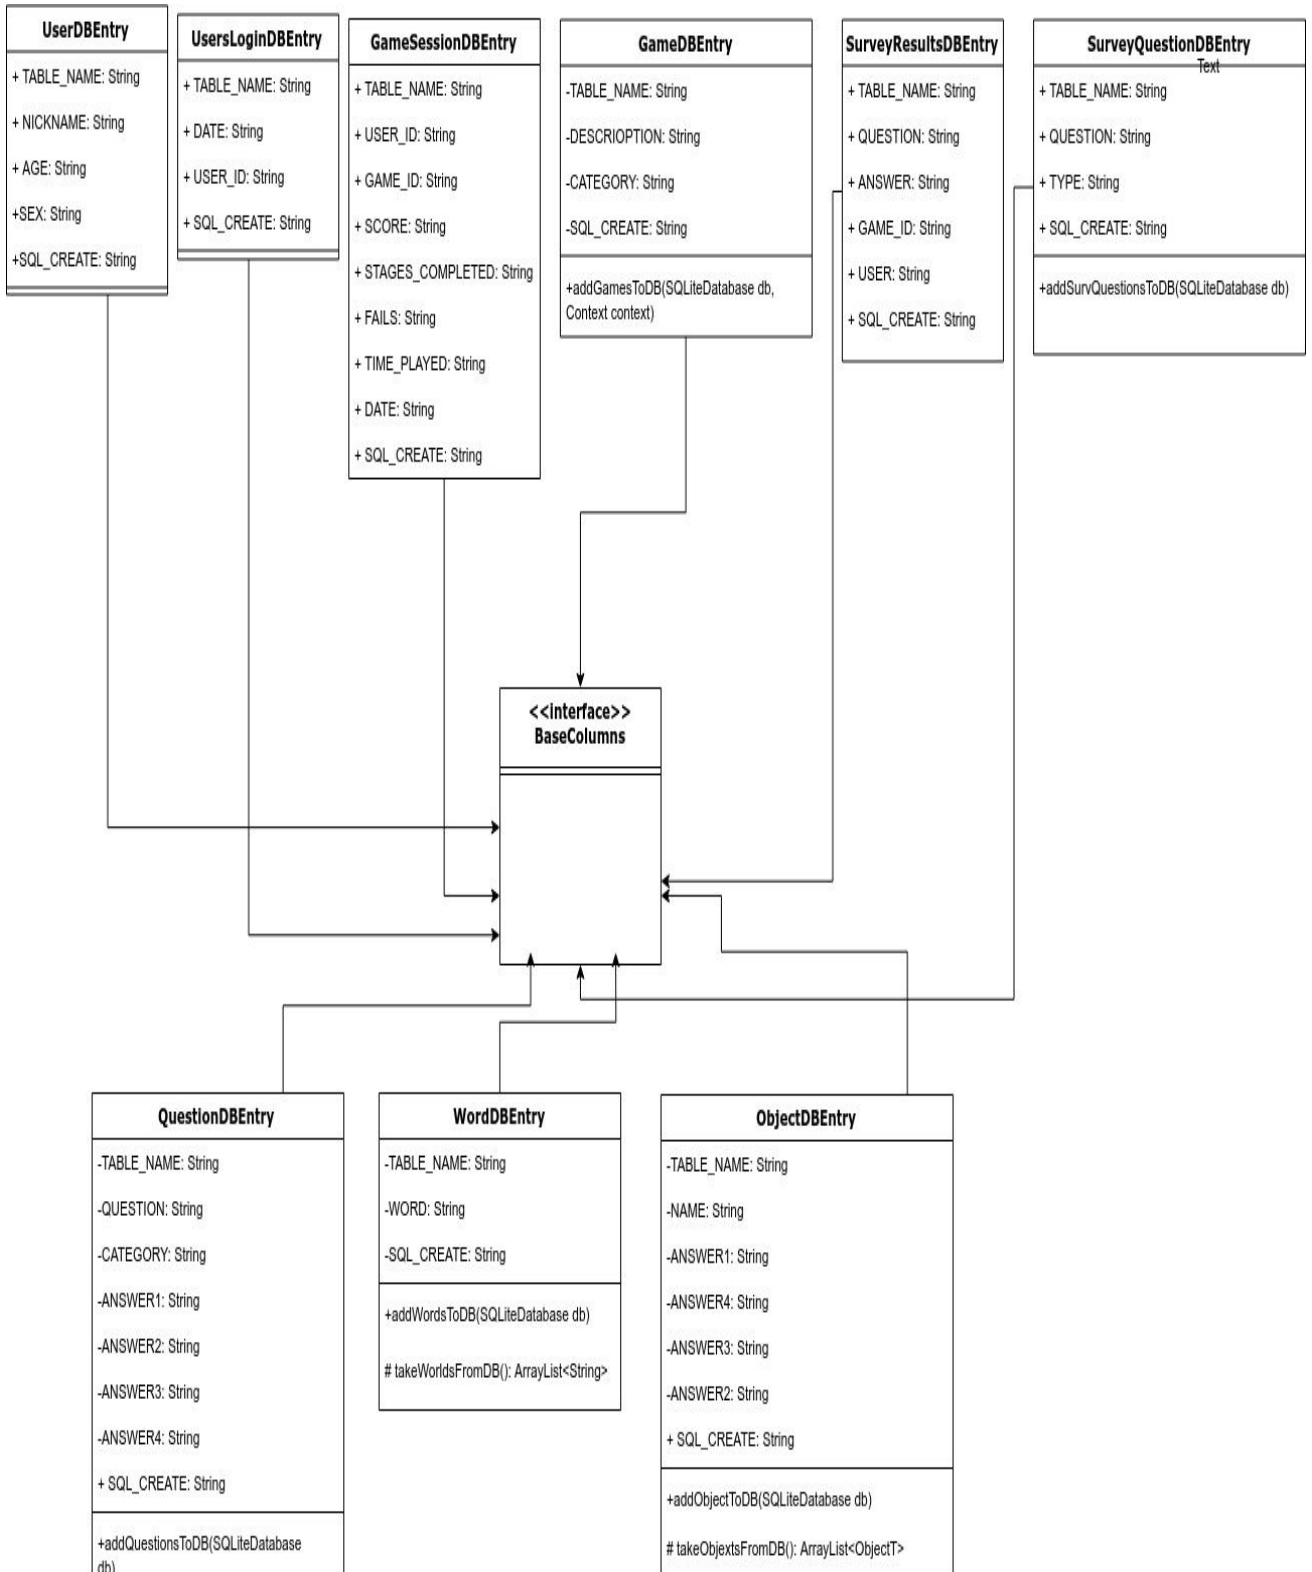 UserDBEntry
+ TABLE_NAME: String
+ NICKNAME: String
+ AGE: String
+SEX: String
+SQL_CREATE: String
UsersLoginDBEntry
+ TABLE_NAME: String
+ DATE: String
+ USER_ID: String
+ SQL_CREATE: String
GameSessionDBEntry
+ TABLE_NAME: String
+ USER_ID: String
+ GAME_ID: String
+ SCORE: String
+ STAGES_COMPLETED: String
+ FAILS: String
+ TIME_PLAYED: String
+ DATE: String
+ SQL_CREATE: String
GameDBEntry
-TABLE_NAME: String
-DESCRIOPTION: String
-CATEGORY: String
-SQL_CREATE: String
+addGamesToDB(SQLiteDatabase db,
Context context)
SurveyResultsDBEntry
+ TABLE_NAME: String
+ QUESTION: String
+ ANSWER: String
+ GAME_ID: String
+ USER: String
+ SQL_CREATE: String
SurveyQuestionDBEntry
Text
+ TABLE_NAME: String
+ QUESTION: String
+ TYPE: String
+ SQL_CREATE: String
+addSurvQuestionsToDB(SQLiteDatabase db)
<<interface>>
BaseColumns
QuestionDBEntry
-TABLE_NAME: String
-QUESTION: String
-CATEGORY: String
-ANSWER1: String
-ANSWER2: String
-ANSWER3: String
-ANSWER4: String
+ SQL_CREATE: String
+addQuestionsToDB(SQLiteDatabase
db)
WordDBEntry
-TABLE_NAME: String
-WORD: String
-SQL_CREATE: String
+addWordsToDB(SQLiteDatabase db)
# takeWorldsFromDB(): ArrayList<String>
ObjectDBEntry
-TABLE_NAME: String
-NAME: String
-ANSWER1: String
-ANSWER4: String
-ANSWER3: String
-ANSWER2: String
+ SQL_CREATE: String
+addObjectToDB(SQLiteDatabase db)
# takeObjextsFromDB(): ArrayList<ObjectT>